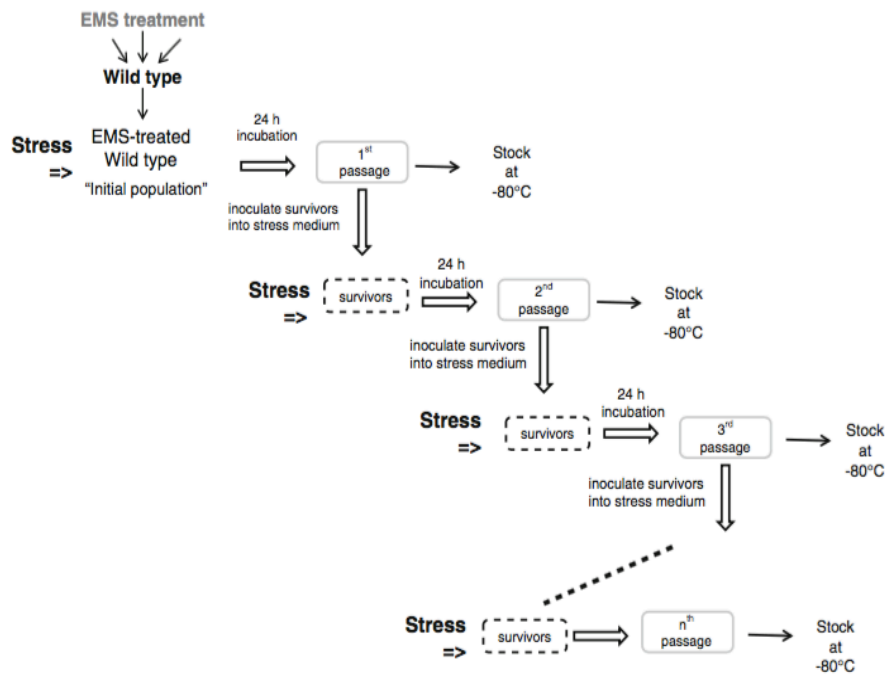 EMS treatment
Wild type
Stress
=>
EMS-treated
Wild type
"Initial population"
24 h
incubation
1st
passage
Stock
at
-80°C
inoculate survivors
into stress medium
Stress
=>
survivors
24 h
incubation
2nd
passage
Stock
at
-80°C
inoculate survivors
into stress medium
Stress
=>
survivors
24 h
incubation
3rd
passage
Stock
at
-80°C
inoculate survivors
into stress medium
Stress
=>
survivors
nth
passage
Stock
at
-80°C